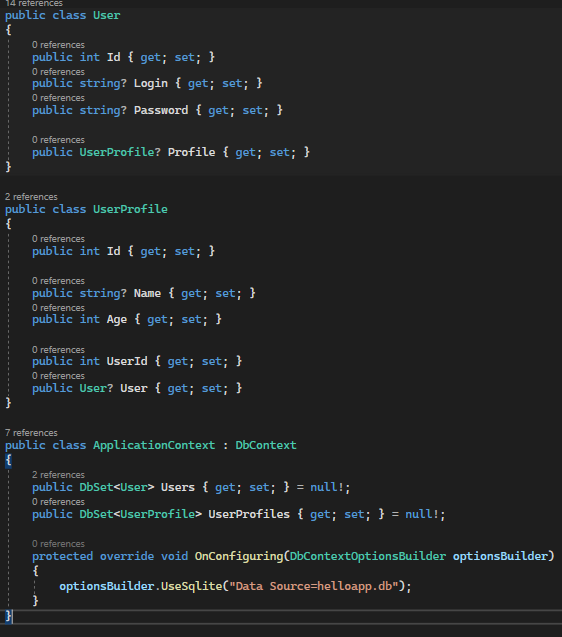 14 references
public class User
{
0 references
public int Id { get; set; }
0 references
public string? Login { get; set; }
0 references
public string? Password { get; set; }
0 references
public UserProfile? Profile { get; set; }
}
2 references
public class UserProfile
{
0 references
public int Id { get; set; }
0 references
public string? Name { get; set; }
0 references
public int Age { get; set; }
0 references
public int UserId { get; set; }
0 references
public User? User { get; set; }
}
7 references
public class ApplicationContext : DbContext
{
2 references
public DbSet<User> Users { get; set; } = null!;
0 references
public DbSet<UserProfile> UserProfiles { get; set; } = null!;
0 references
protected override void OnConfiguring(DbContextOptionsBuilder optionsBuilder)
{
optionsBuilder.UseSqlite("Data Source=helloapp.db");
}
}